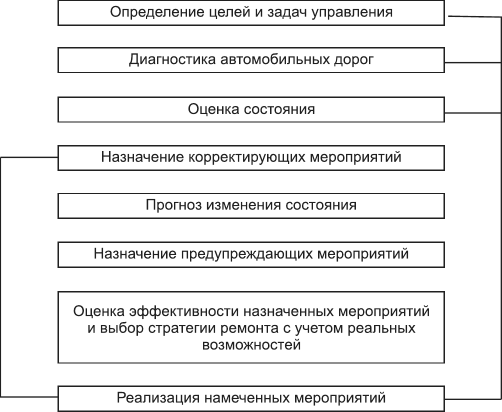 Определение целей и задач управления
Диагностика автомобильных дорог
Оценка состояния
Назначение корректирующих мероприятий
Прогноз изменения состояния
Назначение предупреждающих мероприятий
Оценка эффективности назначенных мероприятий
и выбор стратегии ремонта с учетом реальных
возможностей
Реализация намеченных мероприятий